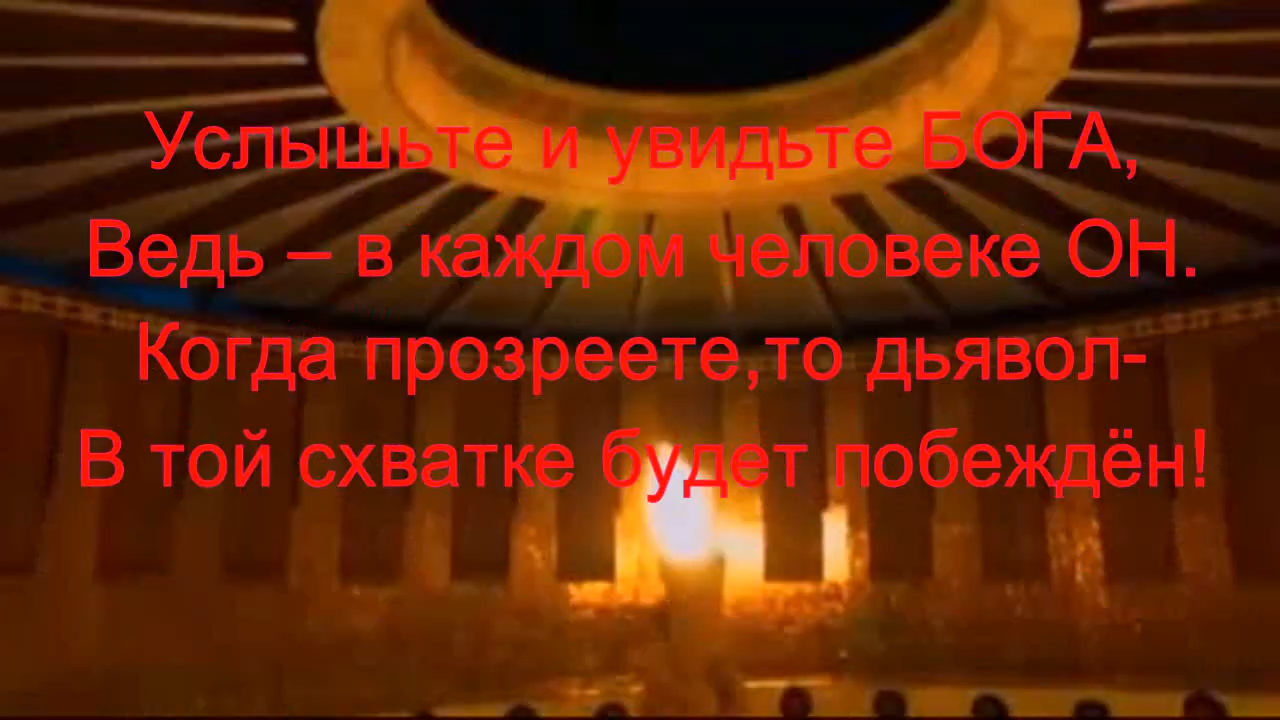 Услышьте и увидьте БОГА,
Ведь – в каждом человеке ОН.
Когда прозреете,то дьявол-
В той схватке будет побеждён!